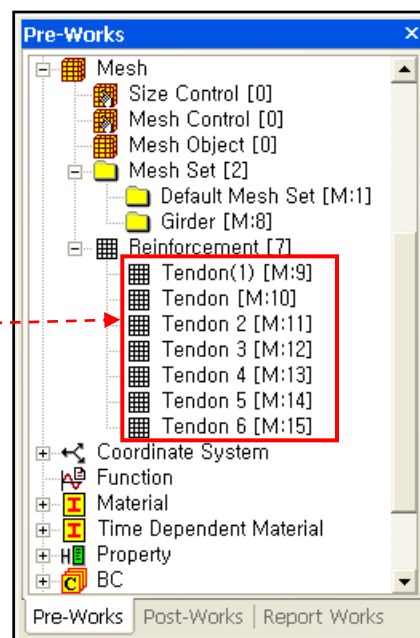 Pre-Works
Mesh
Size Control [0]
Mesh Control [0]
Mesh Object [0]
Mesh Set [2]
Default Mesh Set [M:1]
Girder [M:8]
Reinforcement [7]
Tendon(1) [M:9]
Tendon [M:10]
Tendon 2 [M:11]
Tendon 3 [M:12]
Tendon 4 [M:13]
Tendon 5 [M:14]
Tendon 6 [M:15]
Coordinate System
Function
Material
Time Dependent Material
Property
BC
Pre-Works Post-Works Report Works